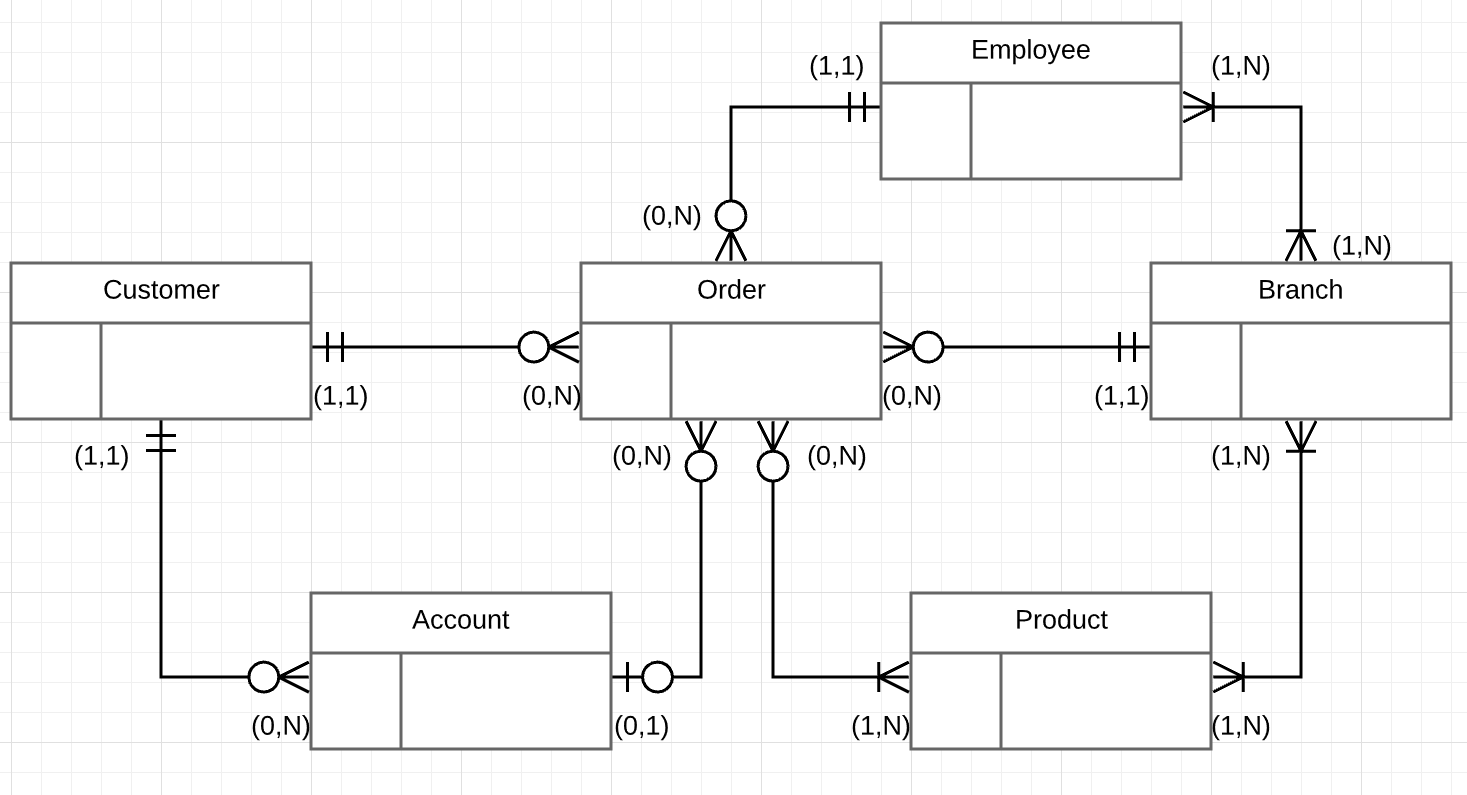 Employee
(1,1)
(1,N)
(0,N)
(1,N)
Customer
Order
Branch
(1,1)
(0,N)
(0,N)
(1,1)
(1,1)
(0,N)
(0,N)
(1,N)
Account
Product
(0,N)
(0,1)
(1,N)
(1,N)